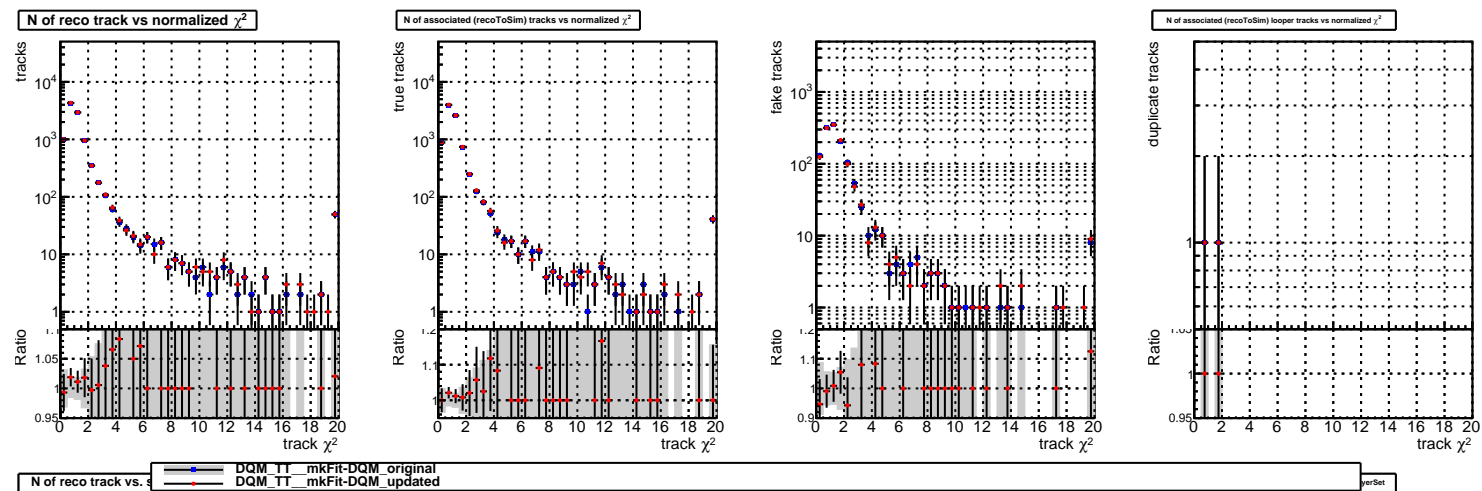 N of reco track vs normalized χ²
N of associated (recoToSim) tracks vs normalized χ²
N of associated (recoToSim) looper tracks vs normalized χ²
tracks
10⁴
10³
10²
10
1
Ratio
1.1
1.05
1
0.95
0 2 4 6 8 10 12 14 16 18 20
track χ²
true tracks
10⁴
10³
10²
10
1
Ratio
1.2
1.1
1
0 2 4 6 8 10 12 14 16 18 20
track χ²
fake tracks
10³
10²
10
1
Ratio
1.2
1.1
1
0.9
0 2 4 6 8 10 12 14 16 18 20
track χ²
duplicate tracks
1
Ratio
1.05
1
0.95
0 2 4 6 8 10 12 14 16 18 20
track χ²
N of reco track vs. s
DQM_TT__mkFit-DQM_original
DQM_TT__mkFit-DQM_updated
yerSet